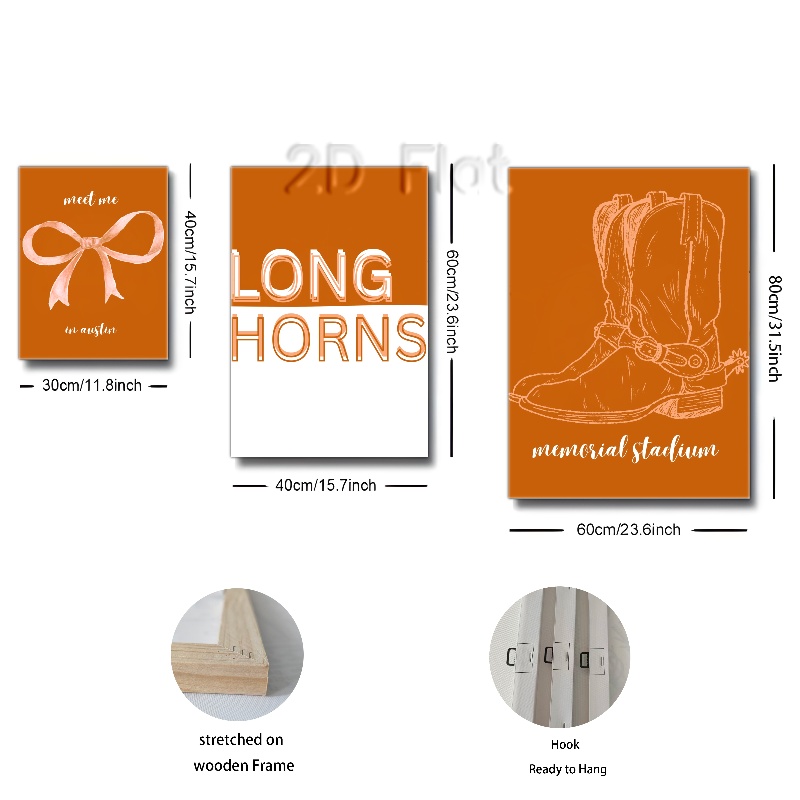 2D Flat
meet me
in austin
40cm/15.7inch
30cm/11.8inch
LONG
HORNS
60cm/23.6inch
40cm/15.7inch
memorial stadium
80cm/31.5inch
60cm/23.6inch
stretched on
wooden Frame
Hook
Ready to Hang